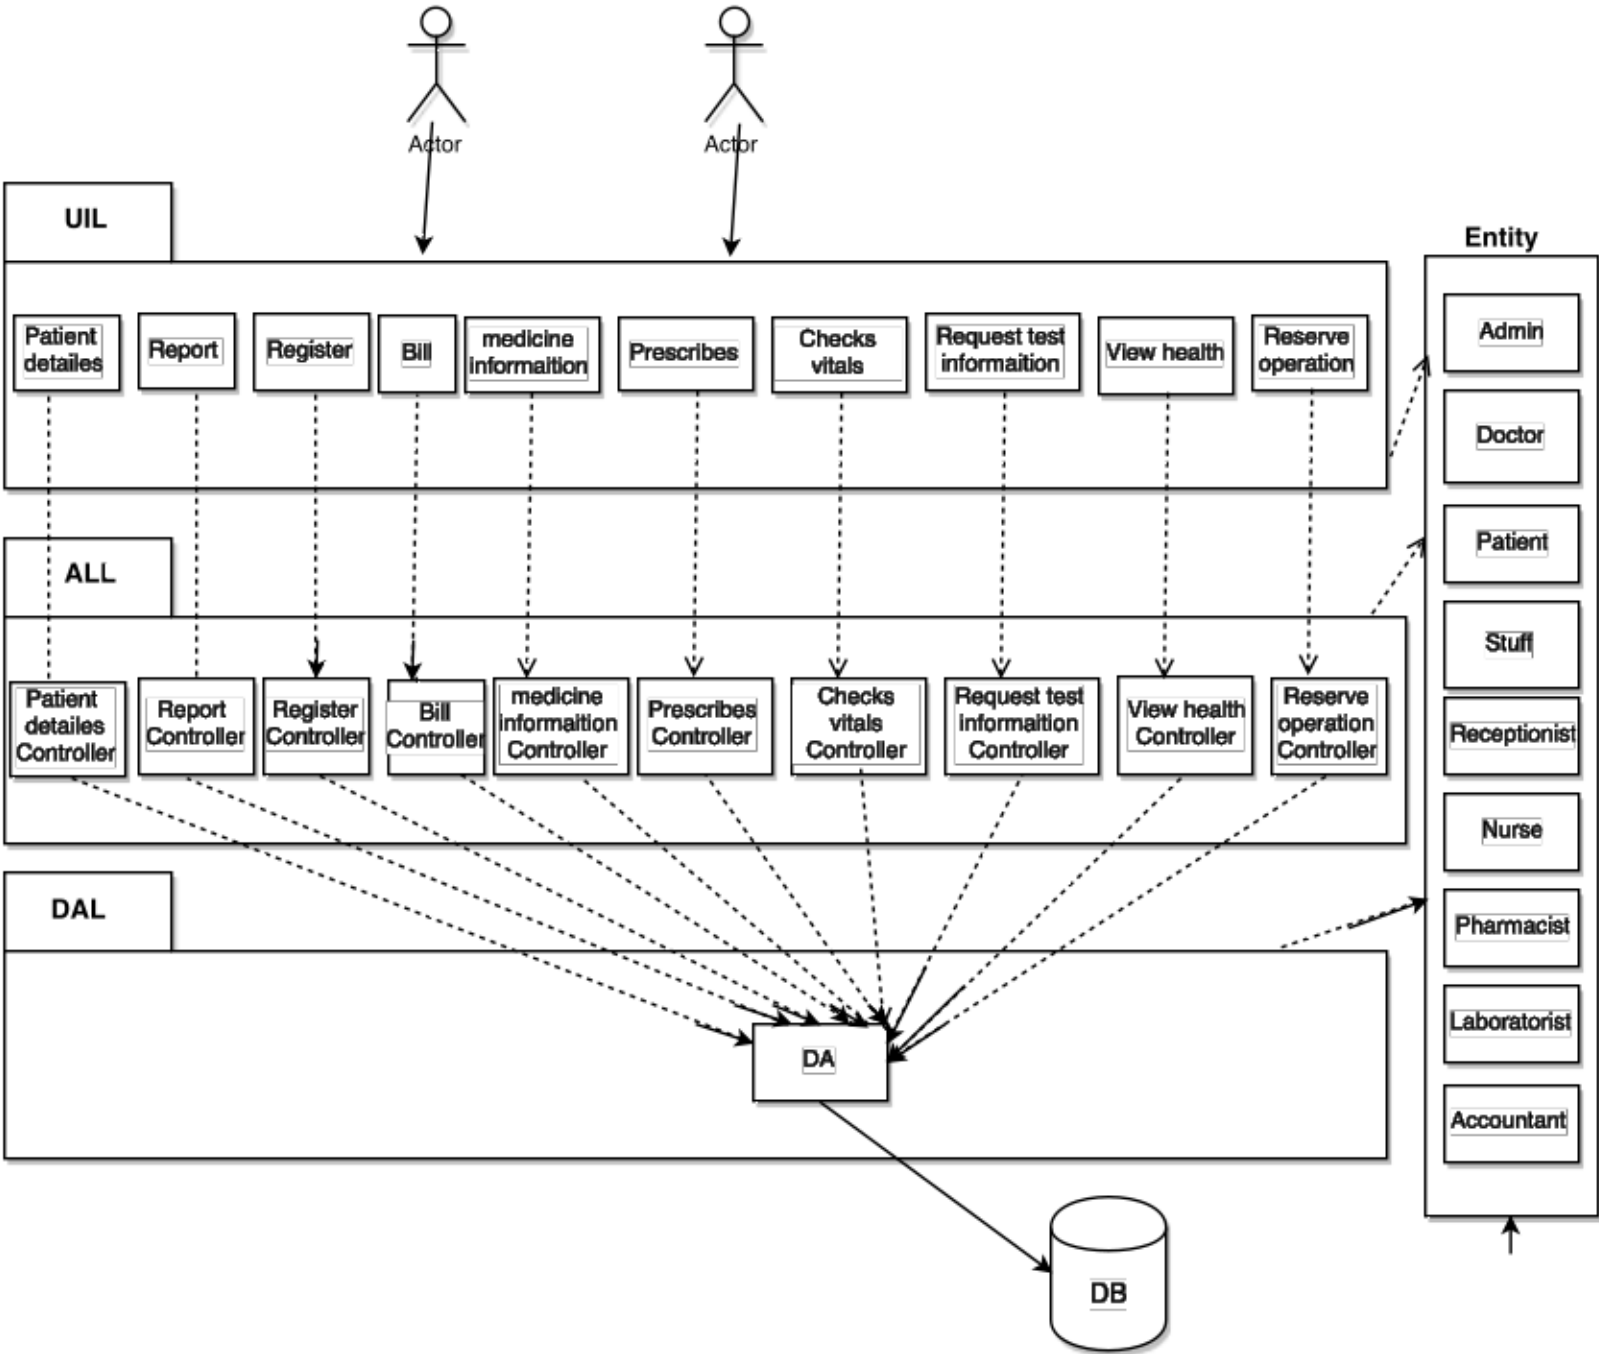 Actor
Actor
UIL
Entity
Patient
detailes
Report
Register
Bill
medicine
informaition
Prescribes
Checks
vitals
Request test
informaition
View health
Reserve
operation
Admin
Doctor
Patient
Stuff
Receptionist
Nurse
Pharmacist
Laboratorist
Accountant
ALL
Patient
detailes
Controller
Report
Controller
Register
Controller
Bill
Controller
medicine
informaition
Controller
Prescribes
Controller
Checks
vitals
Controller
Request test
informaition
Controller
View health
Controller
Reserve
operation
Controller
DAL
DA
DB